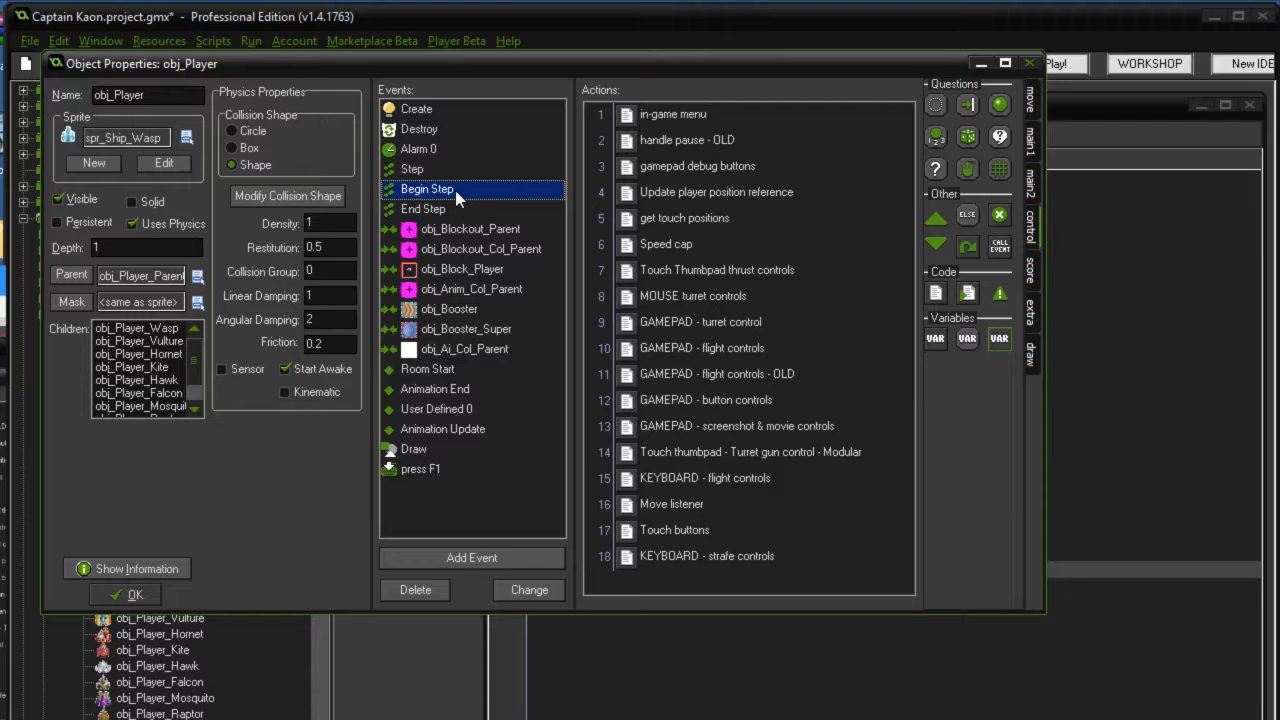 Captain Kaon.project.gmx* - Professional Edition (v1.4.1763)
File Edit Window Resources Scripts Run Account Marketplace Beta Player Beta Help
Play! WORKSHOP New IDE
Object Properties: obj_Player
Name: obj_Player
Sprite
spr_Ship_Wasp
New Edit
Visible Solid
Persistent Uses Physics
Depth: 1
Parent obj_Player_Parent
Mask <same as sprite>
Children: obj_Player_Wasp
obj_Player_Vulture
obj_Player_Hornet
obj_Player_Kite
obj_Player_Hawk
obj_Player_Falcon
obj_Player_Mosquit
Show Information
OK
Physics Properties
Collision Shape
Circle
Box
Shape
Modify Collision Shape
Density: 1
Restitution: 0.5
Collision Group: 0
Linear Damping: 1
Angular Damping: 2
Friction: 0.2
Sensor Start Awake
Kinematic
Events:
Create
Destroy
Alarm 0
Step
Begin Step
End Step
obj_Blockout_Parent
obj_Blockout_Col_Parent
obj_Block_Player
obj_Anim_Col_Parent
obj_Booster
obj_Booster_Super
obj_Ai_Col_Parent
Room Start
Animation End
User Defined 0
Animation Update
Draw
press F1
Add Event
Delete Change
Actions:
1 in-game menu
2 handle pause - OLD
3 gamepad debug buttons
4 Update player position reference
5 get touch positions
6 Speed cap
7 Touch Thumbpad thrust controls
8 MOUSE turret controls
9 GAMEPAD - turret control
10 GAMEPAD - flight controls
11 GAMEPAD - flight controls - OLD
12 GAMEPAD - button controls
13 GAMEPAD - screenshot & movie controls
14 Touch thumbpad - Turret gun control - Modular
15 KEYBOARD - flight controls
16 Move listener
17 Touch buttons
18 KEYBOARD - strafe controls
Questions
1 2 3
?
?
Other
ELSE
CALL
EVENT
Code
Variables
VAR VAR VAR
move
main1
main2
control
score
extra
draw
obj_Player_Vulture
obj_Player_Hornet
obj_Player_Kite
obj_Player_Hawk
obj_Player_Falcon
obj_Player_Mosquito
obj_Player_Raptor